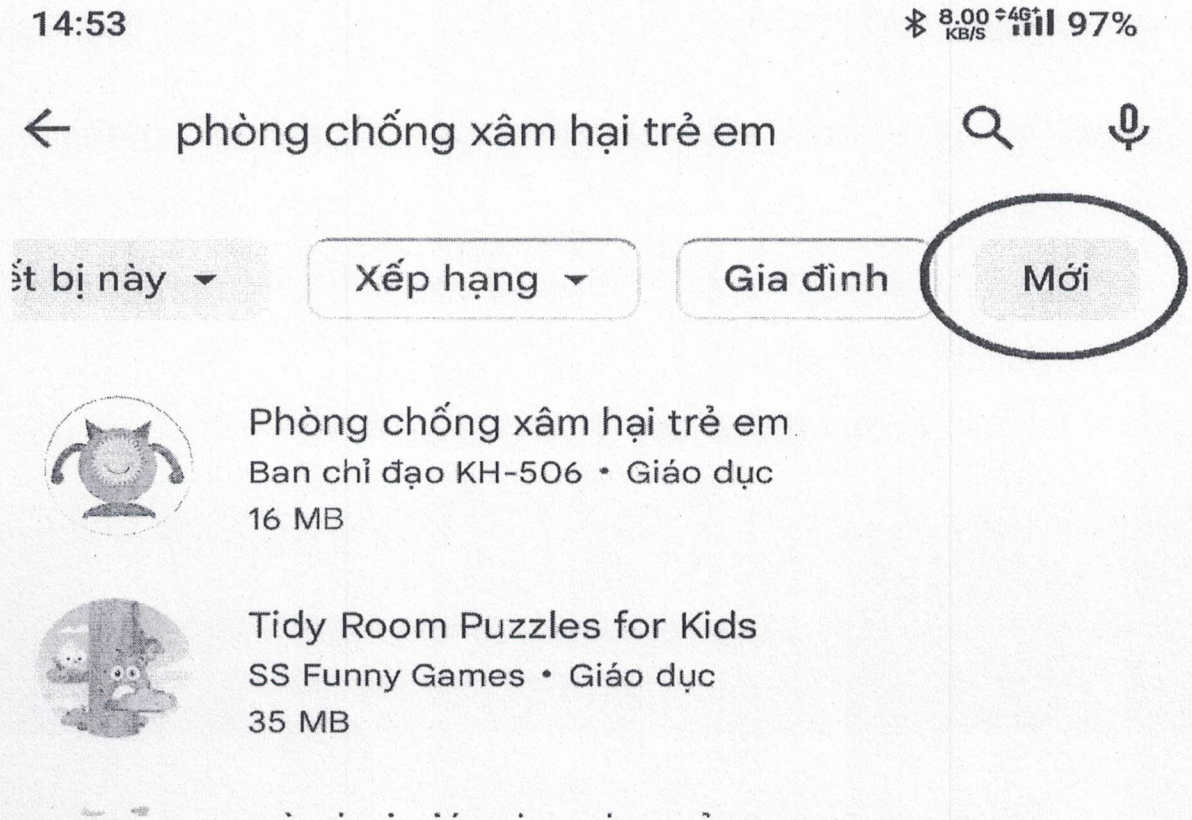 14:53 8.00 KB/S 4G+ 97%
phòng chống xâm hại trẻ em
ết bị này Xếp hạng Gia đình Mới
Phòng chống xâm hại trẻ em
Ban chỉ đạo KH-506 • Giáo dục
16 MB
Tidy Room Puzzles for Kids
SS Funny Games • Giáo dục
35 MB